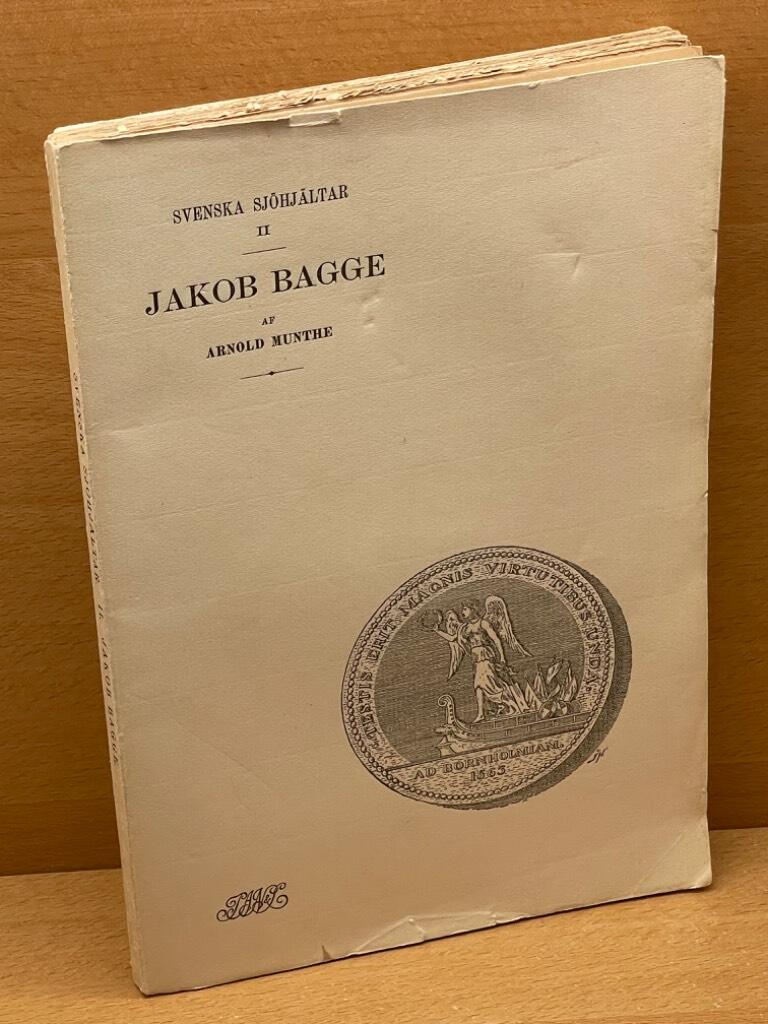 SVENSKA SJÖHJÄLTAR
II
JAKOB BAGGE
AF
ARNOLD MUNTHE
TESTIS ERIT MAGNIS VIRTUTIBUS UNDA.
AD BORNHOLMIAM.
1563
SVENSKA SJÖHJÄLTAR. II. JAKOB BAGGE